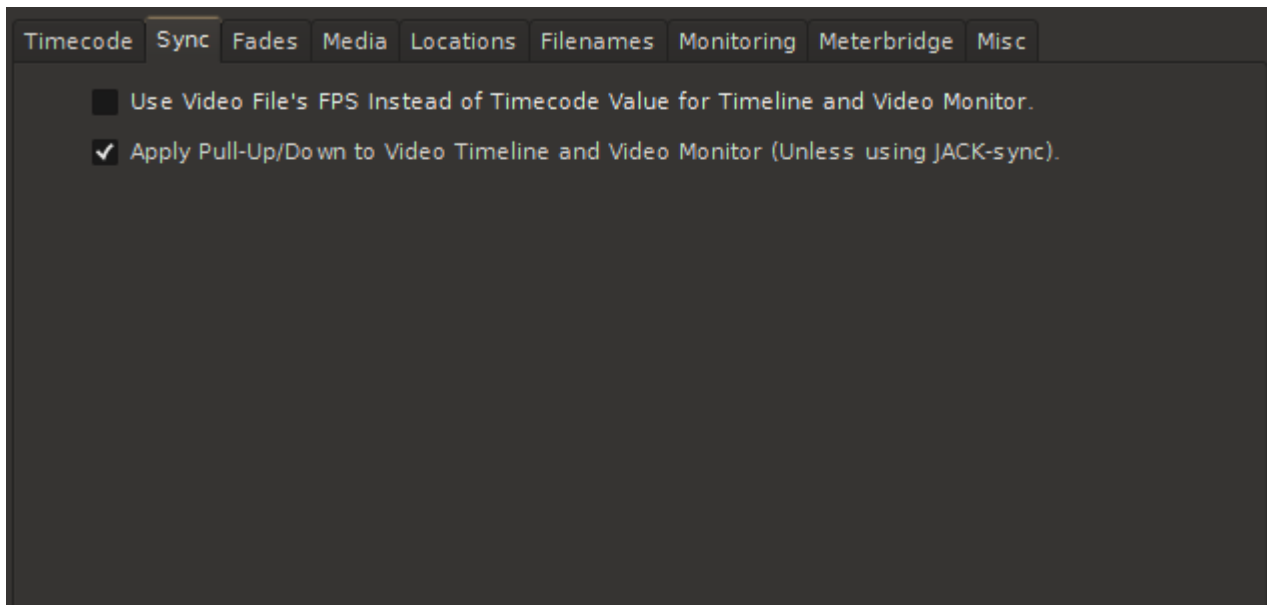 Timecode Sync Fades Media Locations Filenames Monitoring Meterbridge Misc
Use Video File's FPS Instead of Timecode Value for Timeline and Video Monitor.
Apply Pull-Up/Down to Video Timeline and Video Monitor (Unless using JACK-sync).